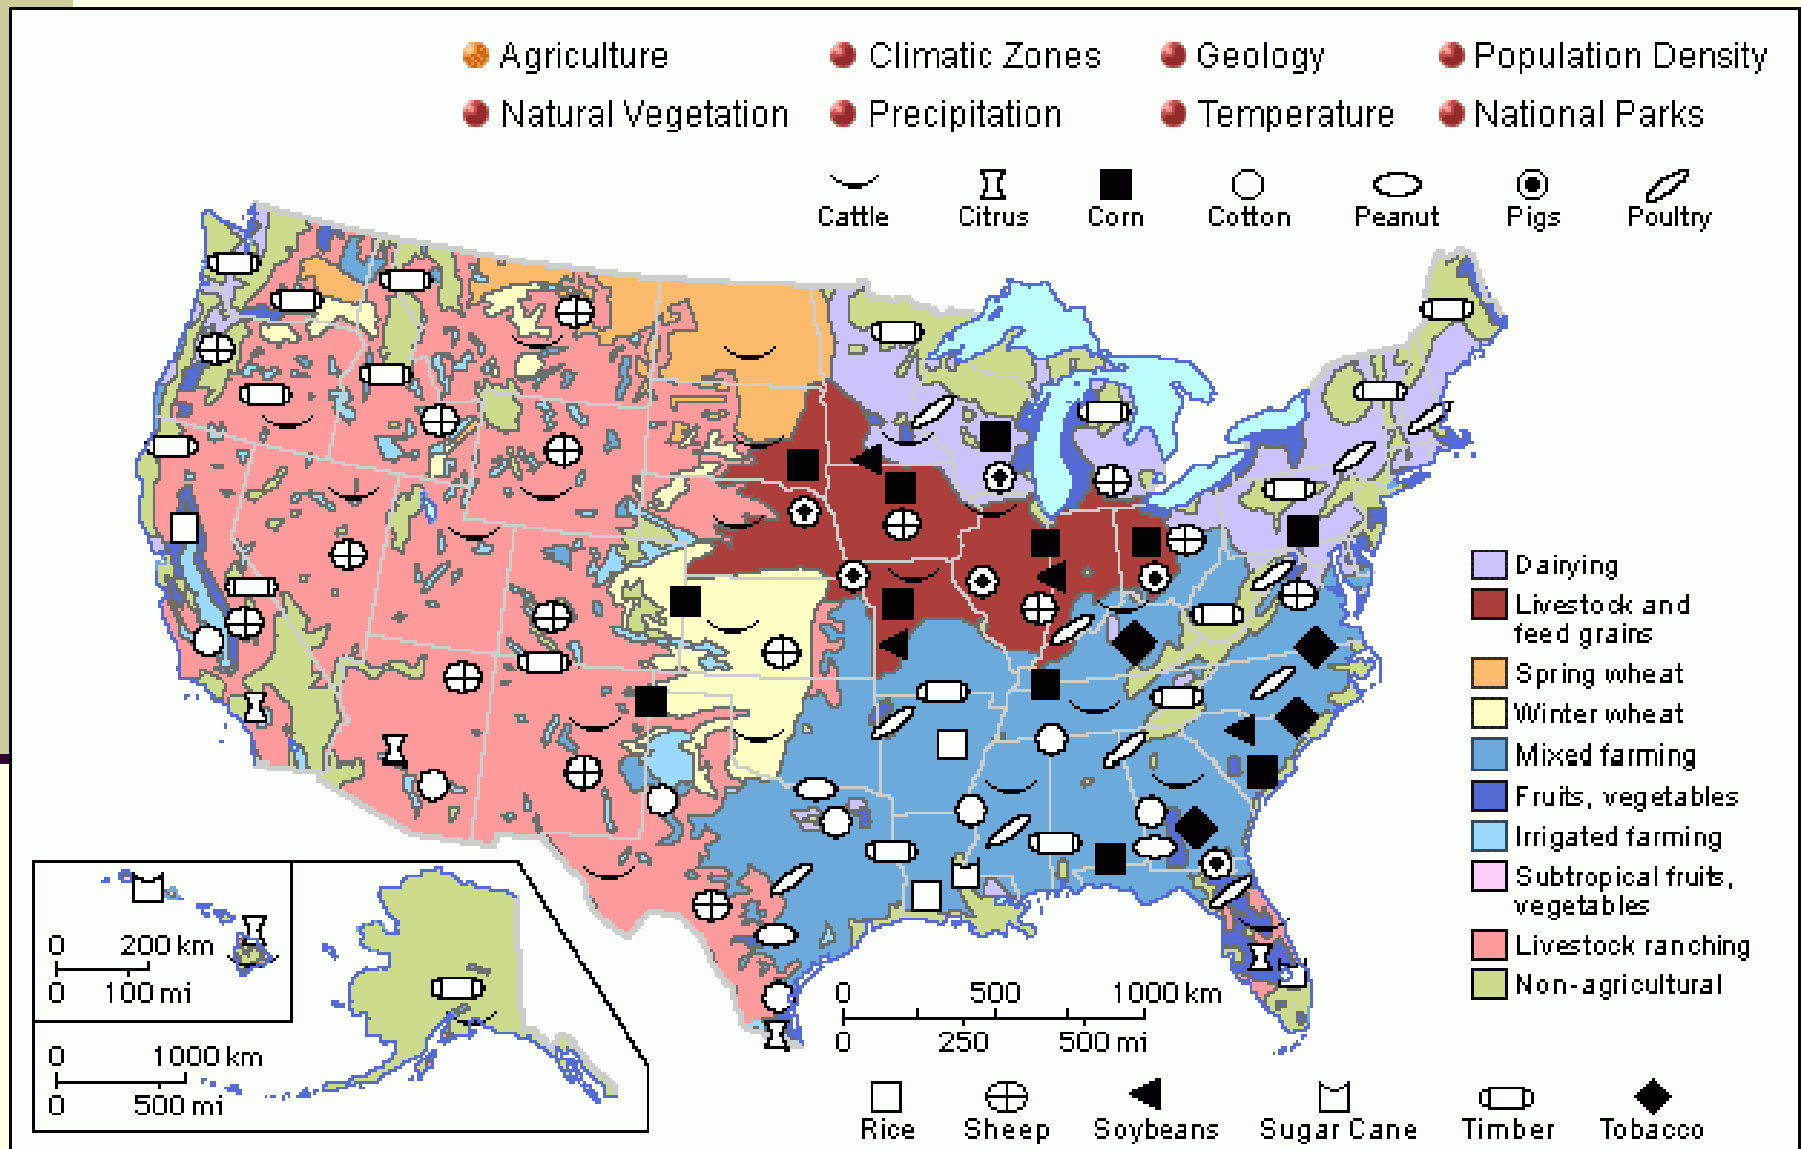 Agriculture Climatic Zones Geology Population Density
Natural Vegetation Precipitation Temperature National Parks
Cattle Citrus Corn Cotton Peanut Pigs Poultry
Dairying
Livestock and
feed grains
Spring wheat
Winter wheat
Mixed farming
Fruits, vegetables
Irrigated farming
Subtropical fruits,
vegetables
Livestock ranching
Non-agricultural
0 200 km
0 100 mi
0 1000 km
0 500 mi
0 500 1000 km
0 250 500 mi
Rice Sheep Soybeans Sugar Cane Timber Tobacco